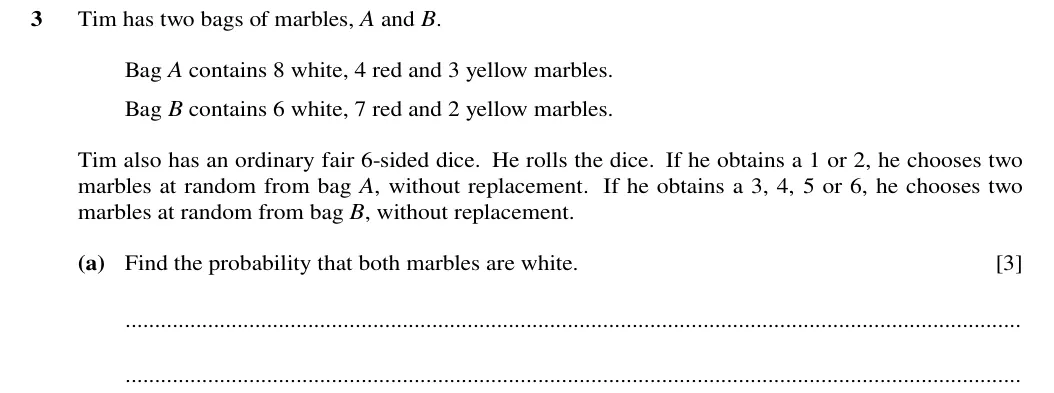 3 Tim has two bags of marbles, A and B.
Bag A contains 8 white, 4 red and 3 yellow marbles.
Bag B contains 6 white, 7 red and 2 yellow marbles.
Tim also has an ordinary fair 6-sided dice. He rolls the dice. If he obtains a 1 or 2, he chooses two
marbles at random from bag A, without replacement. If he obtains a 3, 4, 5 or 6, he chooses two
marbles at random from bag B, without replacement.
(a) Find the probability that both marbles are white. [3]